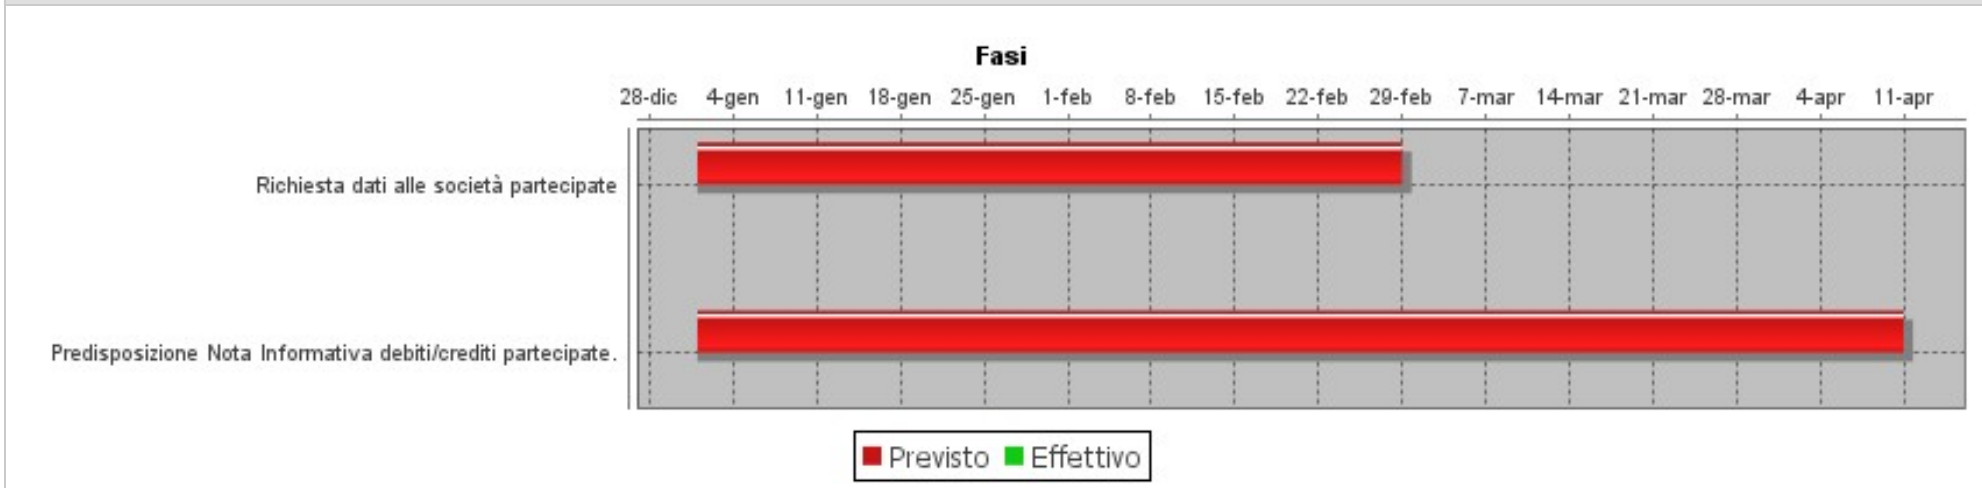 Fasi
28-dic 4-gen 11-gen 18-gen 25-gen 1-feb 8-feb 15-feb 22-feb 29-feb 7-mar 14-mar 21-mar 28-mar 4-apr 11-apr
Richiesta dati alle società partecipate
Predisposizione Nota Informativa debiti/crediti partecipate.
Previsto Effettivo